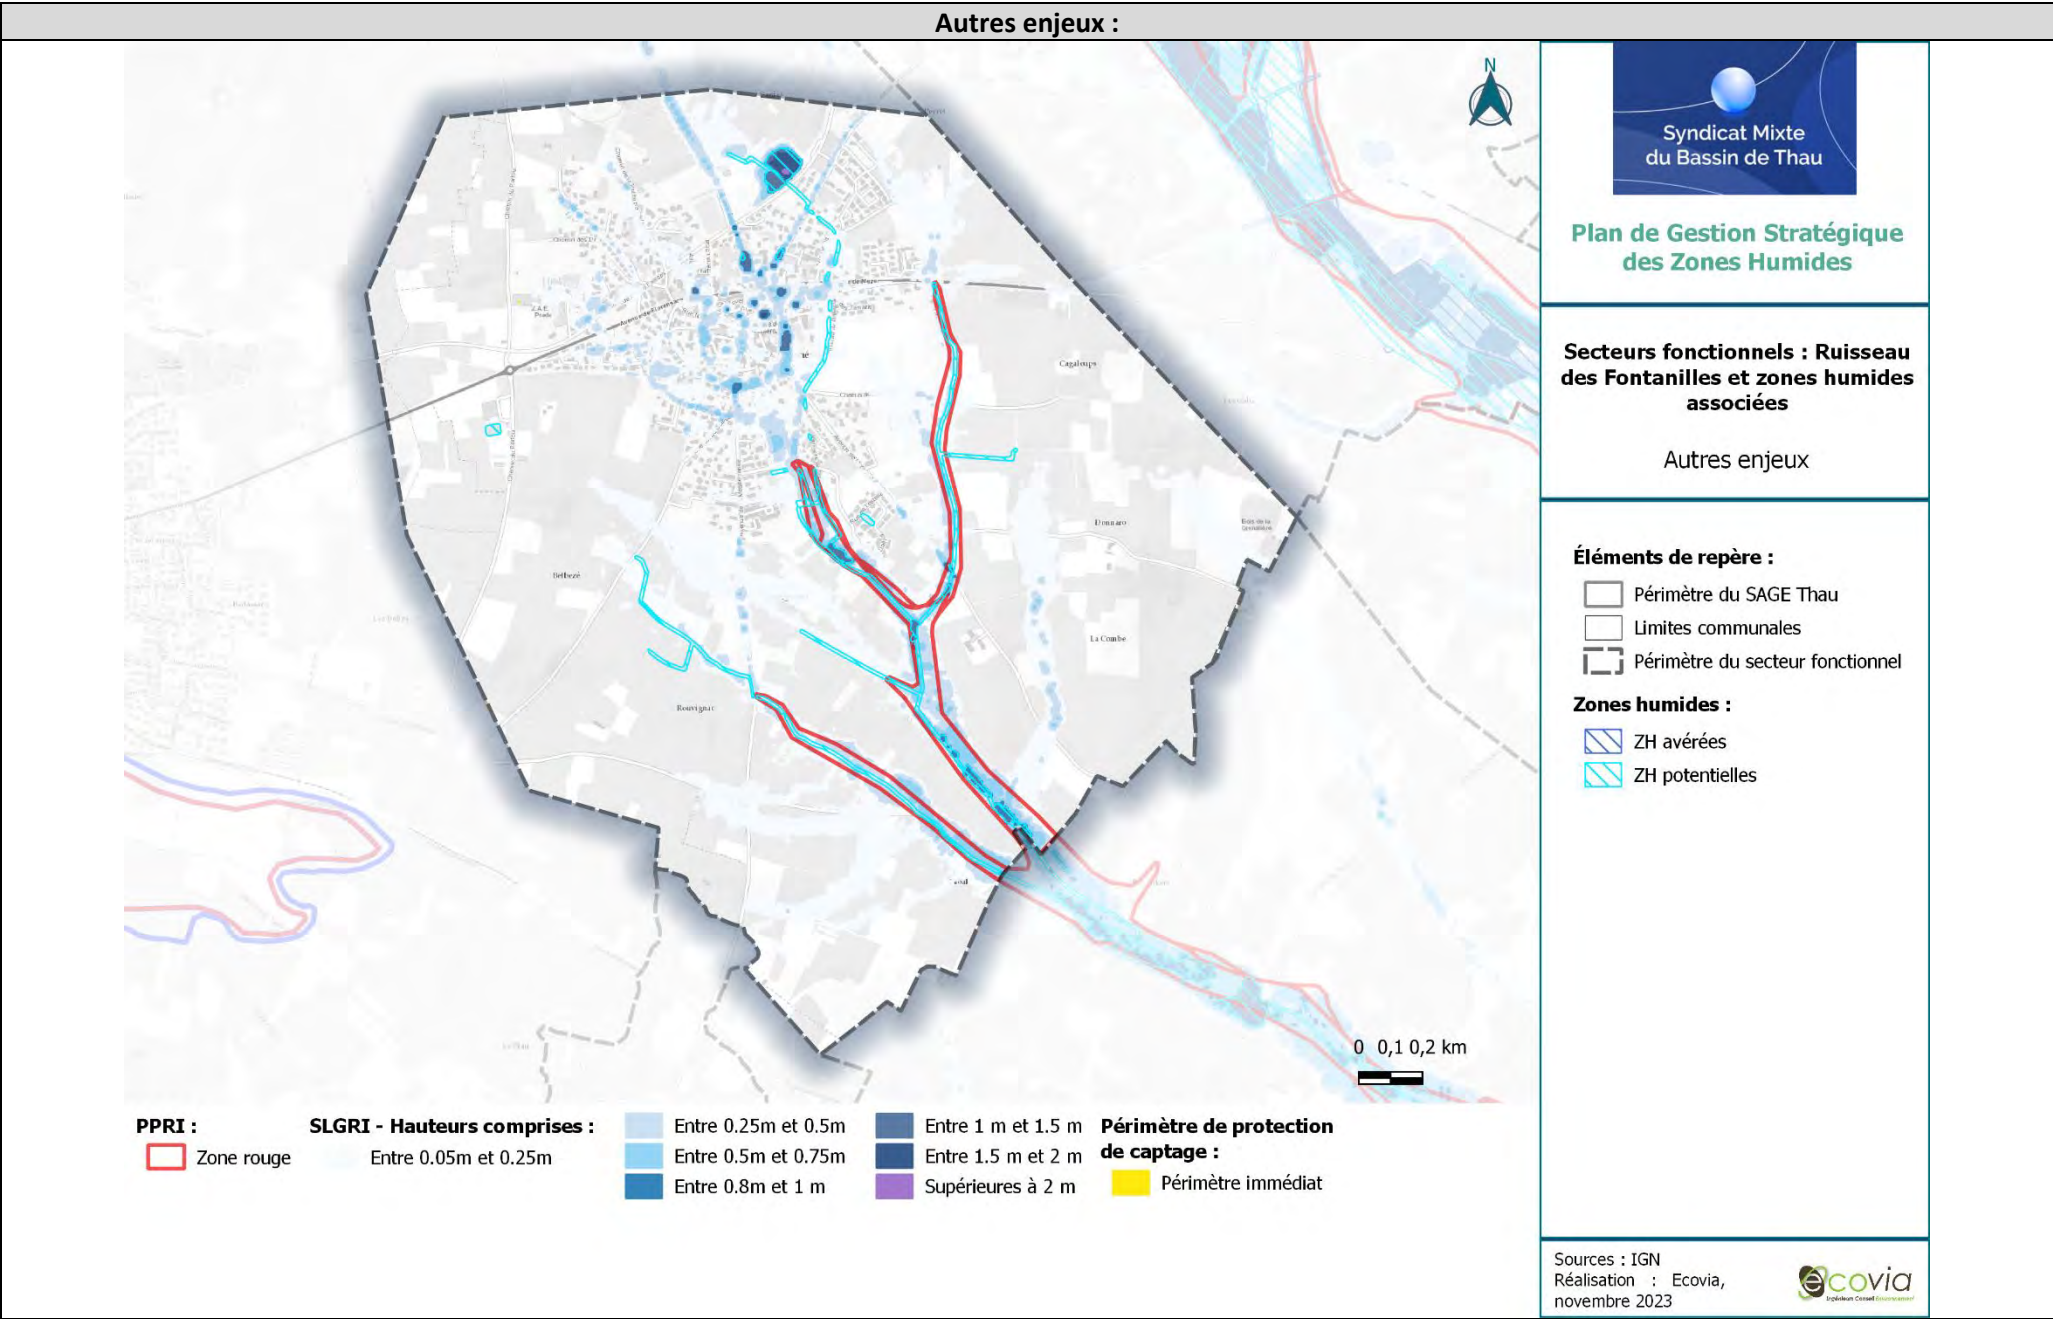 Autres enjeux :
N
Cagaloups
Donnaro
Belbezé
La Combe
Rouvignac
0 0,1 0,2 km
Syndicat Mixte
du Bassin de Thau
Plan de Gestion Stratégique
des Zones Humides
Secteurs fonctionnels : Ruisseau
des Fontanilles et zones humides
associées
Autres enjeux
Éléments de repère :
Périmètre du SAGE Thau
Limites communales
Périmètre du secteur fonctionnel
Zones humides :
ZH avérées
ZH potentielles
PPRI :
Zone rouge
SLGRI - Hauteurs comprises :
Entre 0.05m et 0.25m
Entre 0.25m et 0.5m
Entre 0.5m et 0.75m
Entre 0.8m et 1 m
Entre 1 m et 1.5 m
Entre 1.5 m et 2 m
Supérieures à 2 m
Périmètre de protection
de captage :
Périmètre immédiat
Sources : IGN
Réalisation : Ecovia,
novembre 2023
ecovia